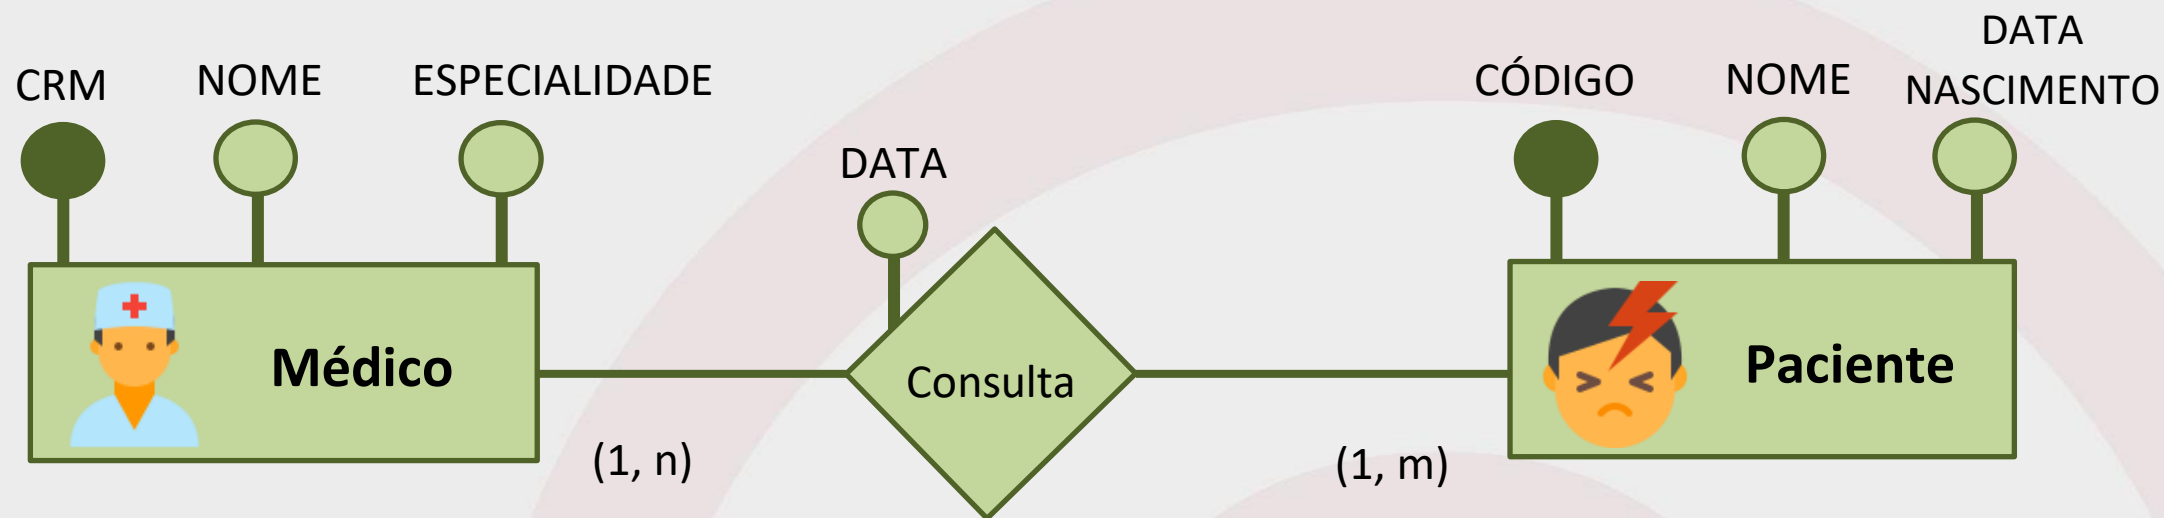 CRM
NOME
ESPECIALIDADE
DATA
CÓDIGO
NOME
DATA
NASCIMENTO
Médico
Consulta
Paciente
(1, n)
(1, m)